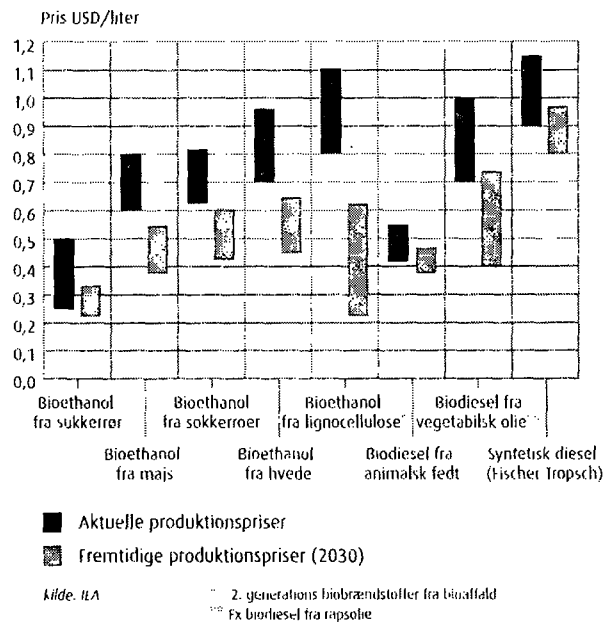 Pris USD/liter
1,2
1,1
1,0
0,9
0,8
0,7
0,6
0,5
0,4
0,3
0,2
0,1
0,0
Bioethanol fra sukkerrør
Bioethanol fra majs
Bioethanol fra sukkerroer
Bioethanol fra hvede
Bioethanol fra lignocellulose*
Biodiesel fra animalsk fedt
Biodiesel fra vegetabilsk olie**
Syntetisk diesel (Fischer Tropsch)
Aktuelle produktionspriser
Fremtidige produktionspriser (2030)
Kilde: IEA
* 2. generations biobrændstoffer fra bioaffald
** Fx biodiesel fra rapsolie